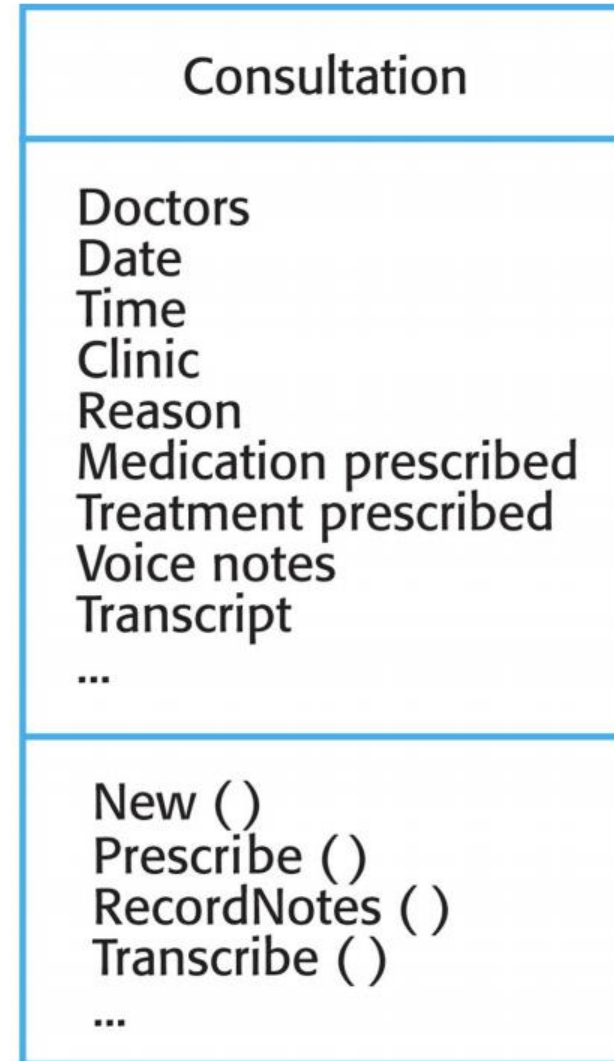 Consultation
Doctors
Date
Time
Clinic
Reason
Medication prescribed
Treatment prescribed
Voice notes
Transcript
...
New ( )
Prescribe ( )
RecordNotes ( )
Transcribe ( )
...